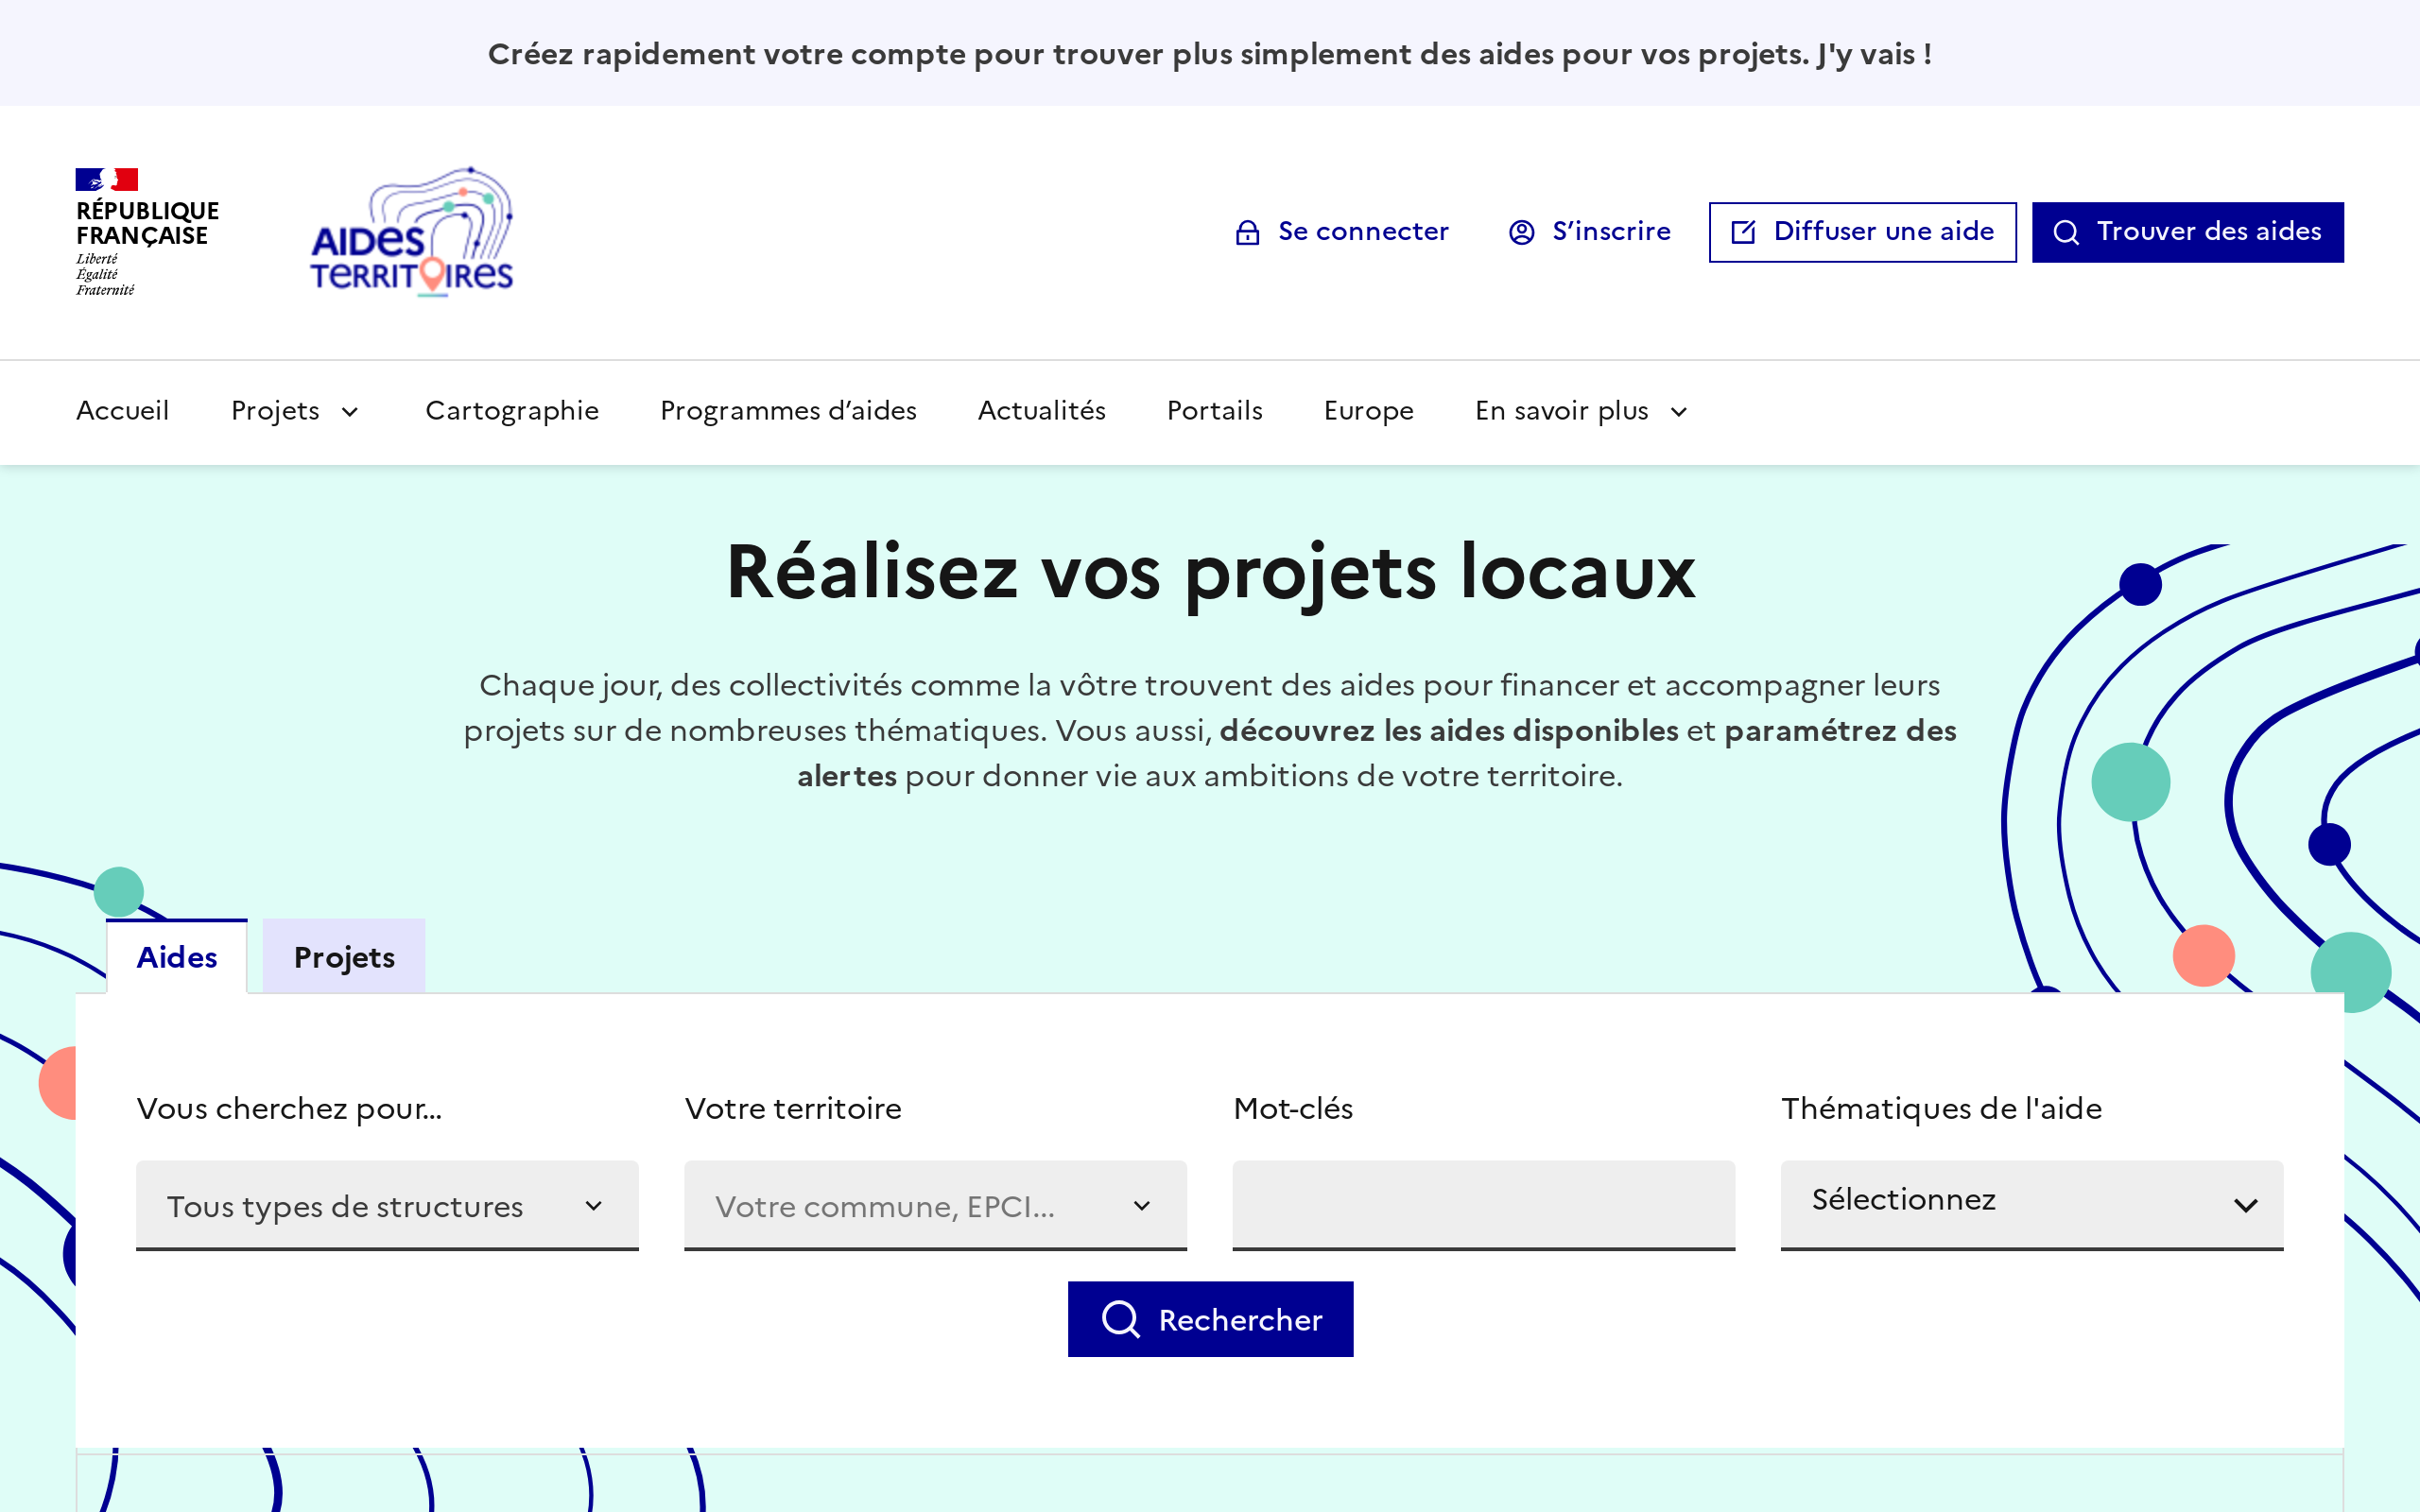 Créez rapidement votre compte pour trouver plus simplement des aides pour vos projets. J'y vais !
RÉPUBLIQUE
FRANÇAISE
Liberté
Égalité
Fraternité
AIDES
TERRITOIRES
Se connecter
S’inscrire
Diffuser une aide
Trouver des aides
Accueil
Projets
Cartographie
Programmes d’aides
Actualités
Portails
Europe
En savoir plus
Réalisez vos projets locaux
Chaque jour, des collectivités comme la vôtre trouvent des aides pour financer et accompagner leurs
projets sur de nombreuses thématiques. Vous aussi, découvrez les aides disponibles et paramétrez des
alertes pour donner vie aux ambitions de votre territoire.
Aides
Projets
Vous cherchez pour...
Votre territoire
Mot-clés
Thématiques de l'aide
Tous types de structures
Votre commune, EPCI...
Sélectionnez
Rechercher